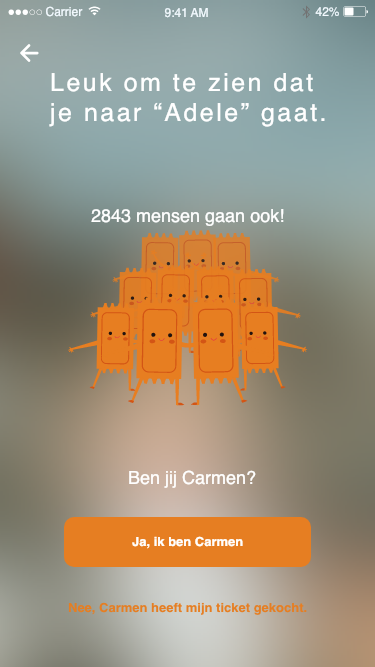 Carrier 9:41 AM 42%
Leuk om te zien dat
je naar “Adele” gaat.
2843 mensen gaan ook!
Ben jij Carmen?
Ja, ik ben Carmen
Nee, Carmen heeft mijn ticket gekocht.